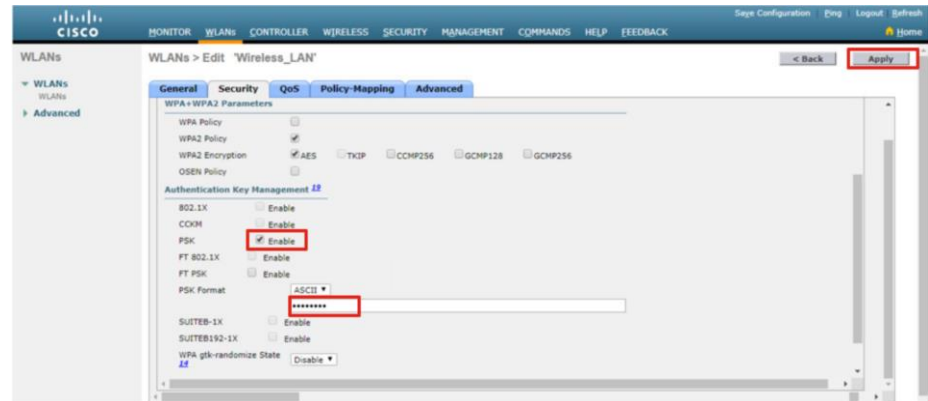 Save Configuration Ping Logout Refresh
CISCO MONITOR WLANs CONTROLLER WIRELESS SECURITY MANAGEMENT COMMANDS HELP FEEDBACK Home
WLANs WLANs > Edit 'Wireless_LAN' < Back Apply
WLANs
WLANs
Advanced
General Security QoS Policy-Mapping Advanced
WPA+WPA2 Parameters
WPA Policy
WPA2 Policy
WPA2 Encryption AES TKIP CCMP256 GCMP128 GCMP256
OSEN Policy
Authentication Key Management 19
802.1X Enable
CCKM Enable
PSK Enable
FT 802.1X Enable
FT PSK Enable
PSK Format ASCII
••••••••
SUITEB-1X Enable
SUITEB192-1X Enable
WPA gtk-randomize State Disable
14